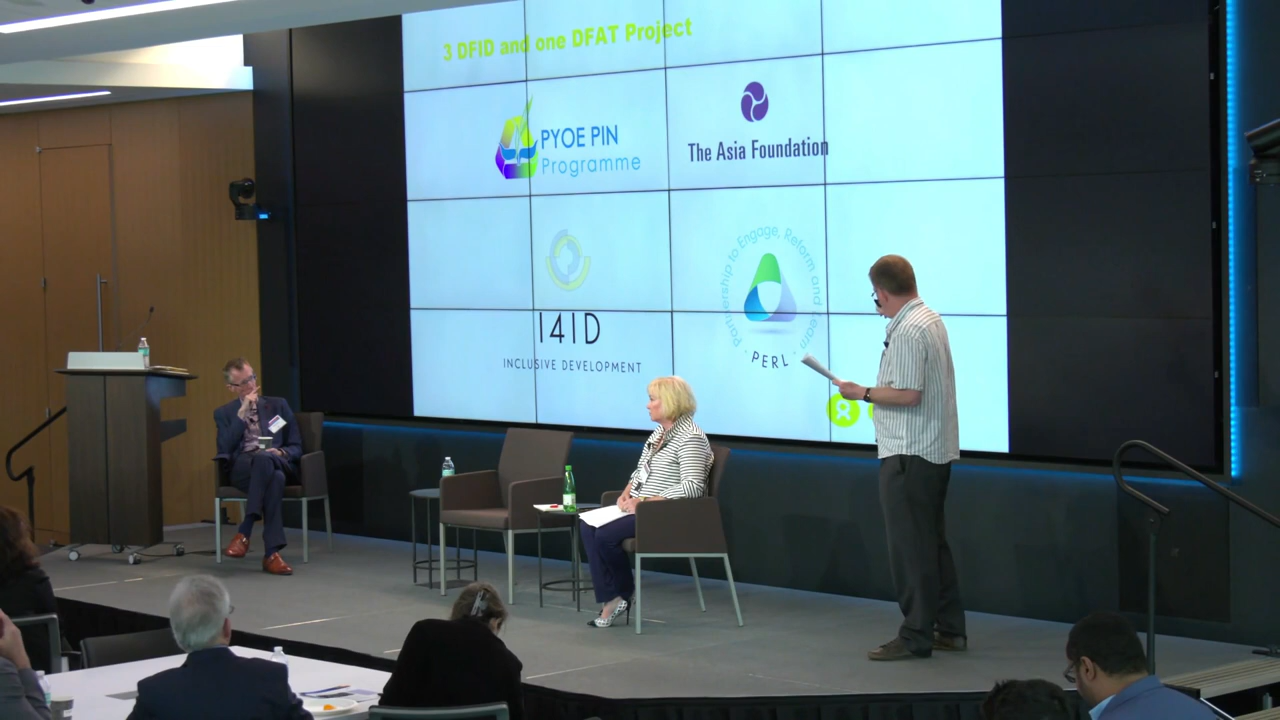 3 DFID and one DFAT Project
PYOE PIN
Programme
The Asia Foundation
I4ID
INCLUSIVE DEVELOPMENT
Partnership to Engage, Reform and Learn
· PERL ·